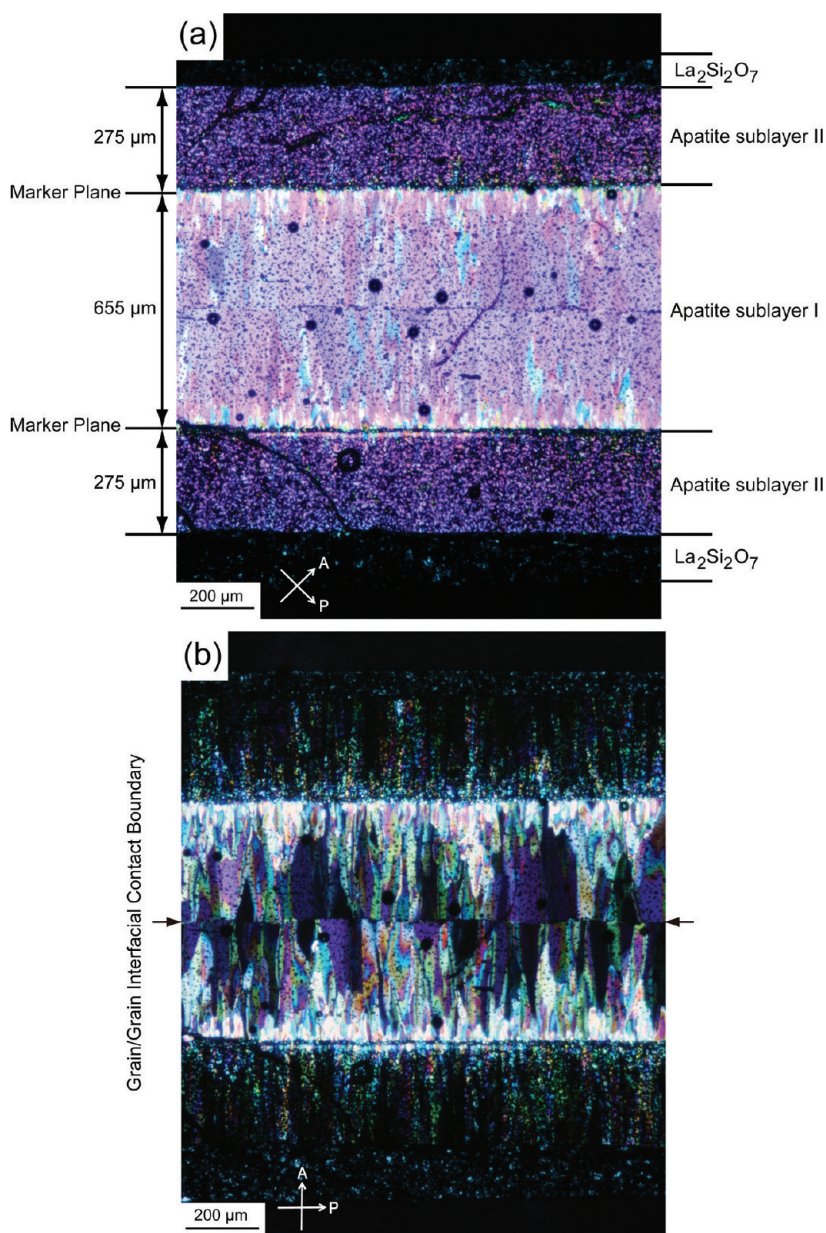 (a)
La₂Si₂O₇
275 µm
Apatite sublayer II
Marker Plane
655 µm
Apatite sublayer I
Marker Plane
275 µm
Apatite sublayer II
La₂Si₂O₇
A
P
200 µm
(b)
Grain/Grain Interfacial Contact Boundary
A
P
200 µm